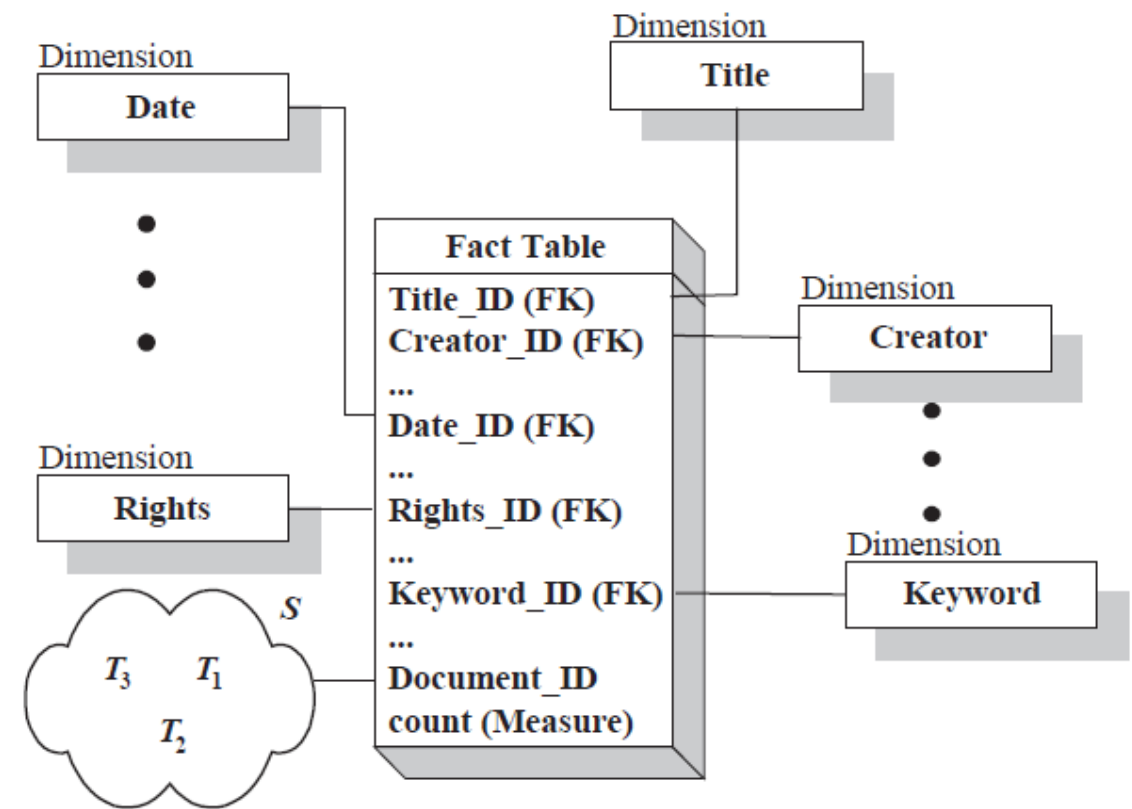 Dimension
Date
Dimension
Title
Fact Table
Title_ID (FK)
Creator_ID (FK)
...
Date_ID (FK)
...
Rights_ID (FK)
...
Keyword_ID (FK)
...
Document_ID
count (Measure)
Dimension
Creator
Dimension
Rights
Dimension
Keyword
S
T3 T1
T2